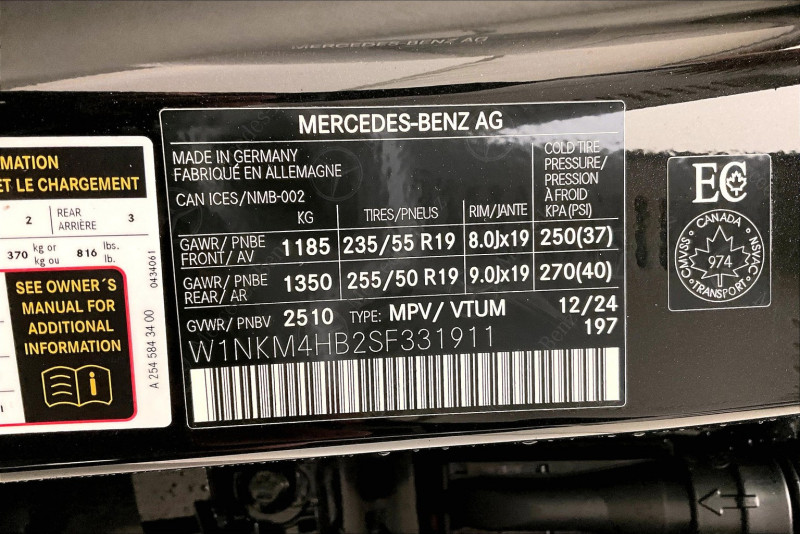 MERCEDES-BENZ AG
MERCEDES-BENZ AG
MADE IN GERMANY
FABRIQUÉ EN ALLEMAGNE
CAN ICES/NMB-002
COLD TIRE
PRESSURE/
PRESSION
À FROID
KPA(PSI)
KG TIRES/PNEUS RIM/JANTE
GAWR/PNBE
FRONT/AV 1185 235/55 R19 8.0Jx19 250(37)
GAWR/PNBE
REAR/AR 1350 255/50 R19 9.0Jx19 270(40)
GVWR/PNBV 2510 TYPE: MPV/VTUM 12/24
197
W1NKM4HB2SF331911
MATION
ET LE CHARGEMENT
2 REAR
ARRIÈRE 3
370 kg or
kg ou 816 lbs.
lb.
SEE OWNER´S
MANUAL FOR
ADDITIONAL
INFORMATION
A 254 584 34 00 0434061
EC
CANADA
CMVSS 974 NSVAC
TRANSPORT